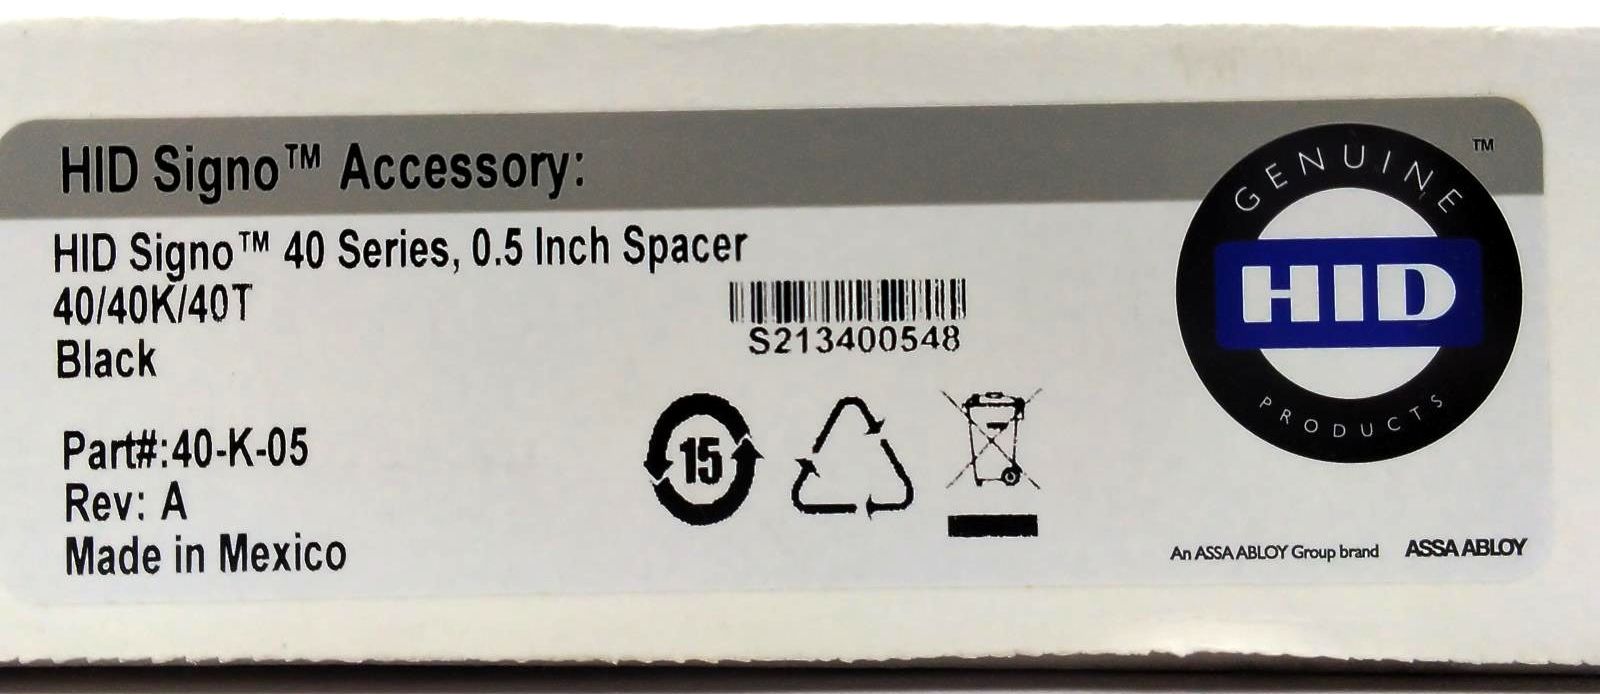 HID Signo™ Accessory:
HID Signo™ 40 Series, 0.5 Inch Spacer
40/40K/40T
Black
S213400548
Part#:40-K-05
Rev: A
Made in Mexico
15
GENUINE
™
HID
PRODUCTS
An ASSA ABLOY Group brand ASSA ABLOY